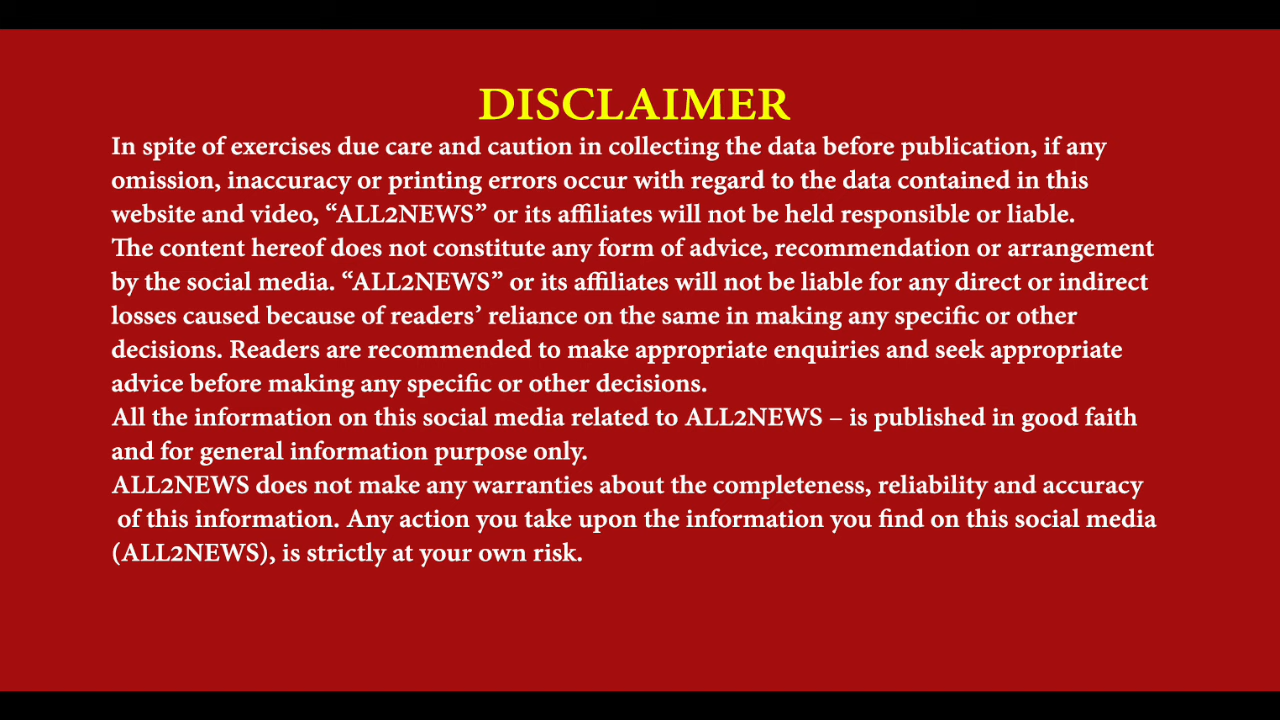 DISCLAIMER
In spite of exercises due care and caution in collecting the data before publication, if any
omission, inaccuracy or printing errors occur with regard to the data contained in this
website and video, “ALL2NEWS” or its affiliates will not be held responsible or liable.
The content hereof does not constitute any form of advice, recommendation or arrangement
by the social media. “ALL2NEWS” or its affiliates will not be liable for any direct or indirect
losses caused because of readers’ reliance on the same in making any specific or other
decisions. Readers are recommended to make appropriate enquiries and seek appropriate
advice before making any specific or other decisions.
All the information on this social media related to ALL2NEWS – is published in good faith
and for general information purpose only.
ALL2NEWS does not make any warranties about the completeness, reliability and accuracy
of this information. Any action you take upon the information you find on this social media
(ALL2NEWS), is strictly at your own risk.